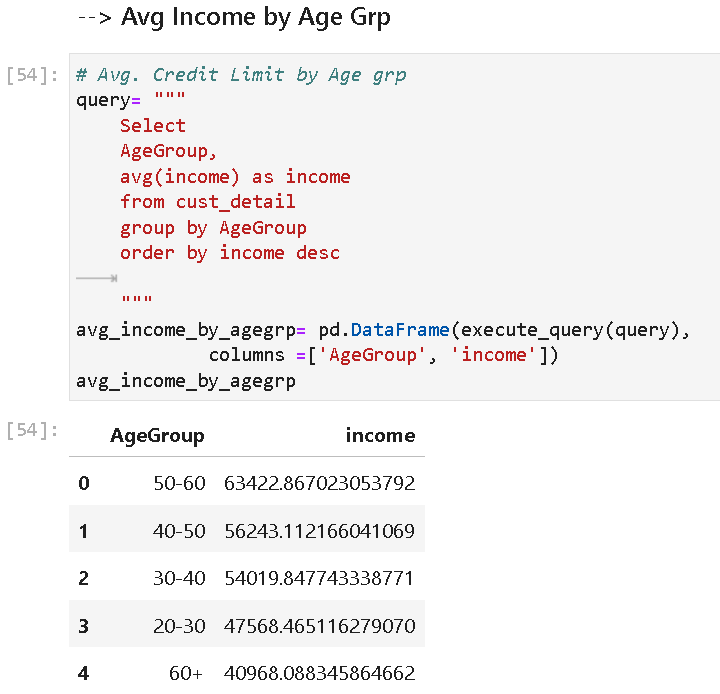 --> Avg Income by Age Grp
[54]: # Avg. Credit Limit by Age grp
query= """
Select
AgeGroup,
avg(income) as income
from cust_detail
group by AgeGroup
order by income desc
"""
avg_income_by_agegrp= pd.DataFrame(execute_query(query),
columns =['AgeGroup', 'income'])
avg_income_by_agegrp
[54]: AgeGroup income
0 50-60 63422.867023053792
1 40-50 56243.112166041069
2 30-40 54019.847743338771
3 20-30 47568.465116279070
4 60+ 40968.088345864662